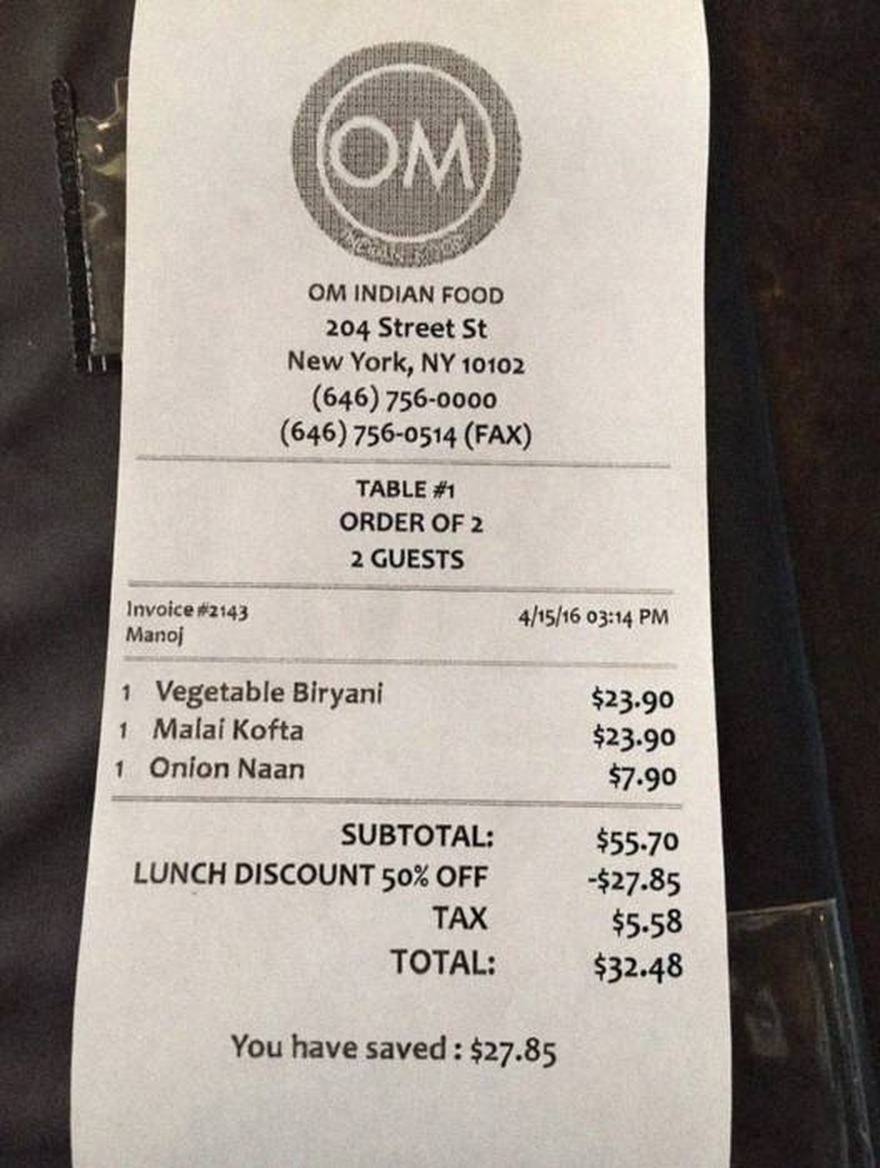 OM
INDIAN FOOD
OM INDIAN FOOD
204 Street St
New York, NY 10102
(646) 756-0000
(646) 756-0514 (FAX)
TABLE #1
ORDER OF 2
2 GUESTS
Invoice #2143 4/15/16 03:14 PM
Manoj
1 Vegetable Biryani $23.90
1 Malai Kofta $23.90
1 Onion Naan $7.90
SUBTOTAL: $55.70
LUNCH DISCOUNT 50% OFF -$27.85
TAX $5.58
TOTAL: $32.48
You have saved : $27.85